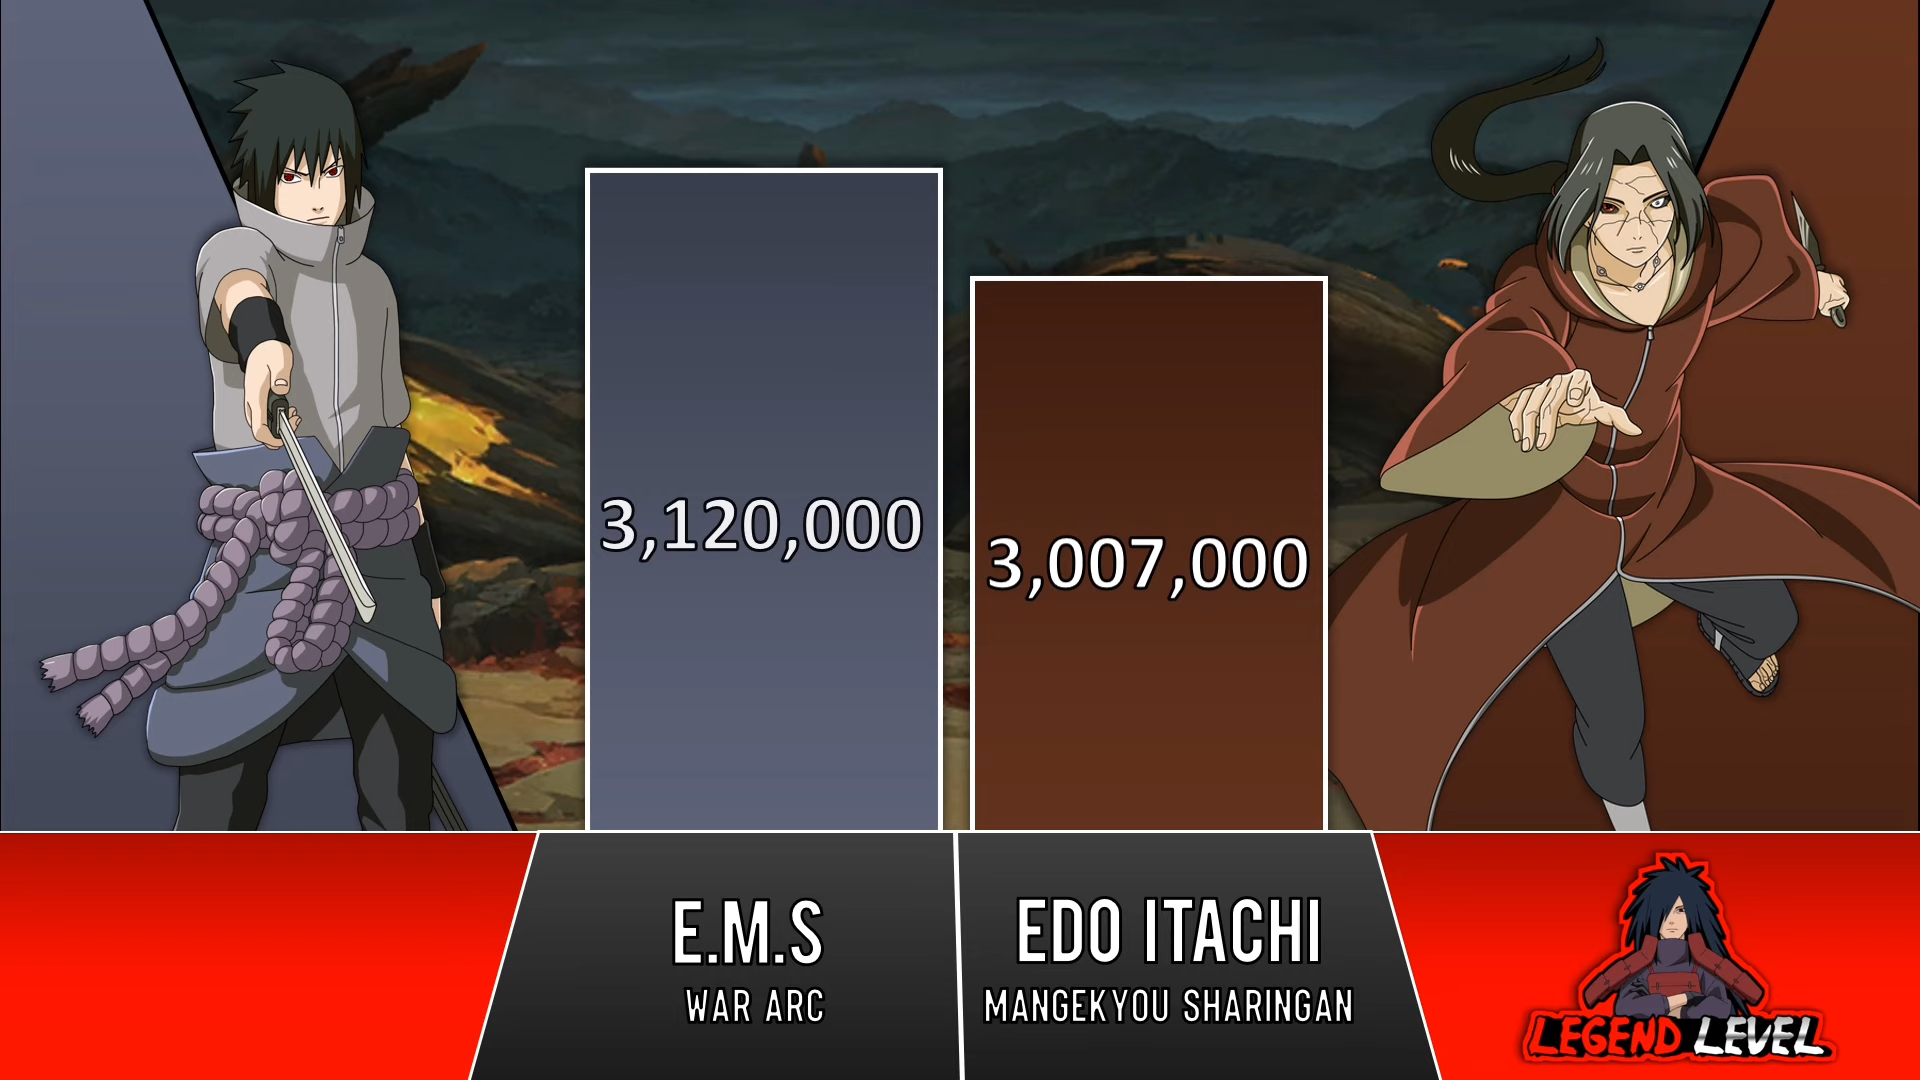 3,120,000
3,007,000
E.M.S
WAR ARC
EDO ITACHI
MANGEKYOU SHARINGAN
LEGEND LEVEL